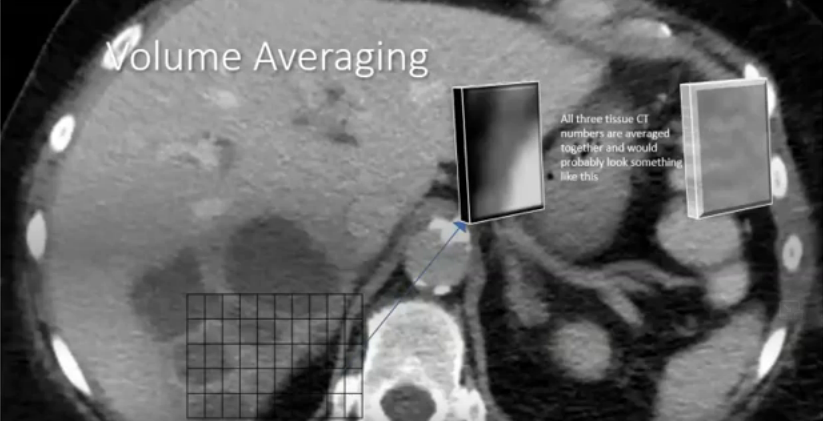 Volume Averaging
All three tissue CT
numbers are averaged
together and would
probably look something
like this